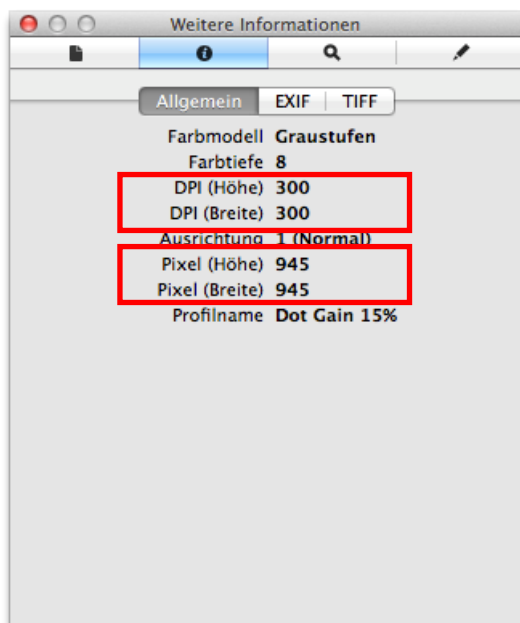 Weitere Informationen
Allgemein EXIF TIFF
Farbmodell Graustufen
Farbtiefe 8
DPI (Höhe) 300
DPI (Breite) 300
Ausrichtung 1 (Normal)
Pixel (Höhe) 945
Pixel (Breite) 945
Profilname Dot Gain 15%